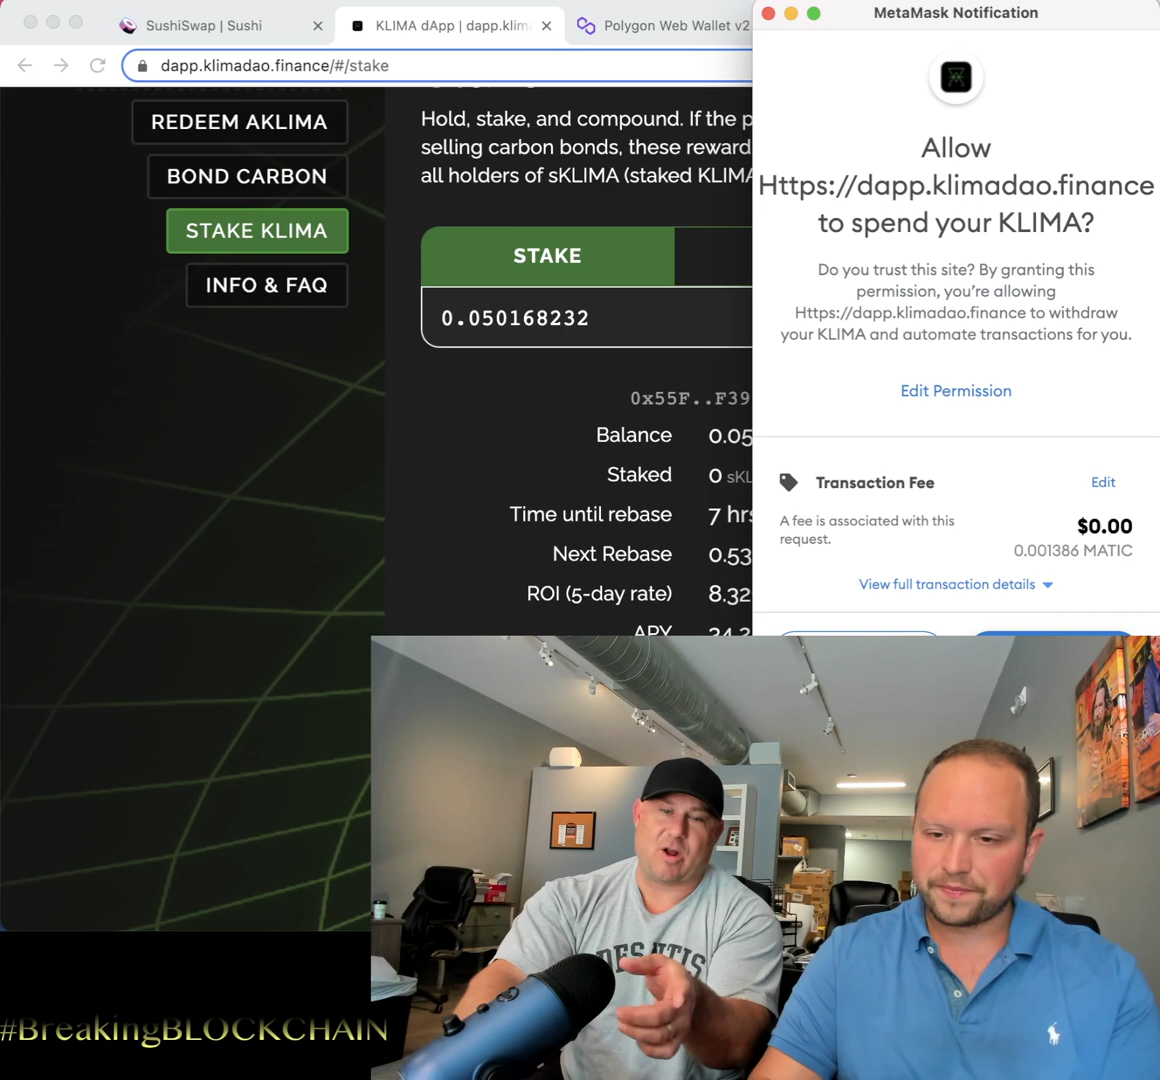 SushiSwap | Sushi
KLIMA dApp | dapp.klim
Polygon Web Wallet v2
MetaMask Notification
dapp.klimadao.finance/#/stake
REDEEM AKLIMA
BOND CARBON
STAKE KLIMA
INFO & FAQ
Hold, stake, and compound. If the p
selling carbon bonds, these reward
all holders of sKLIMA (staked KLIMA
STAKE
0.050168232
0x55F..F39
Balance 0.05
Staked 0 sKL
Time until rebase 7 hrs
Next Rebase 0.53
ROI (5-day rate) 8.32
APY
Allow
Https://dapp.klimadao.finance
to spend your KLIMA?
Do you trust this site? By granting this
permission, you’re allowing
Https://dapp.klimadao.finance to withdraw
your KLIMA and automate transactions for you.
Edit Permission
Transaction Fee Edit
A fee is associated with this
request.
$0.00
0.001386 MATIC
View full transaction details
#BreakingBLOCKCHAIN